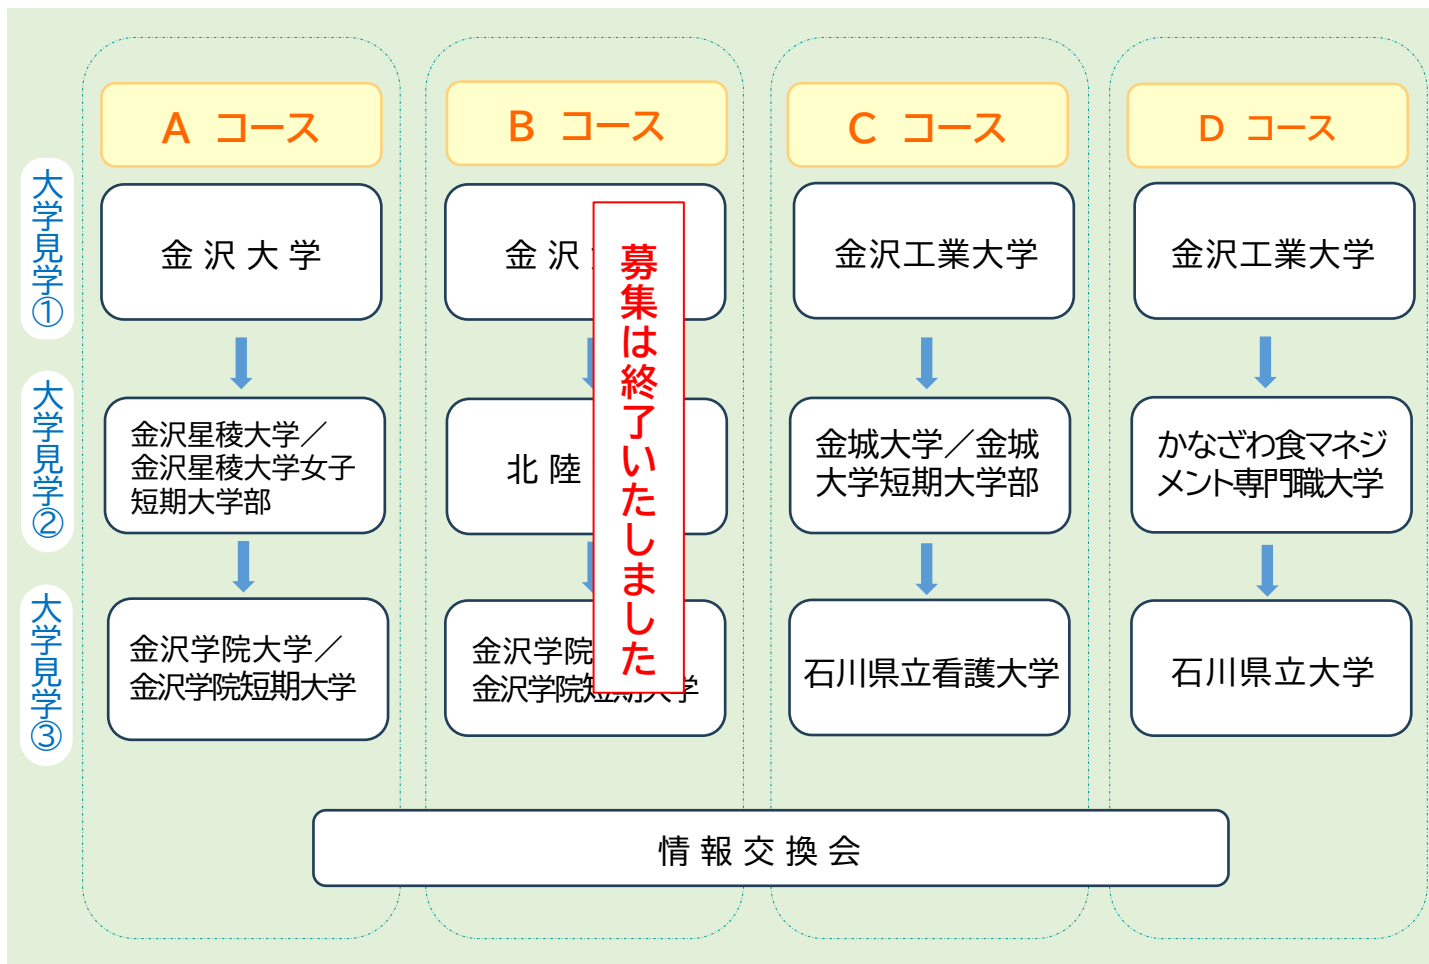 A コース
B コース
C コース
D コース
大学見学①
金沢大学
金沢
金沢工業大学
金沢工業大学
募集は終了いたしました
大学見学②
金沢星稜大学／
金沢星稜大学女子
短期大学部
北陸
金城大学／金城
大学短期大学部
かなざわ食マネジ
メント専門職大学
大学見学③
金沢学院大学／
金沢学院短期大学
金沢学院
金沢学院短期大学
石川県立看護大学
石川県立大学
情報交換会